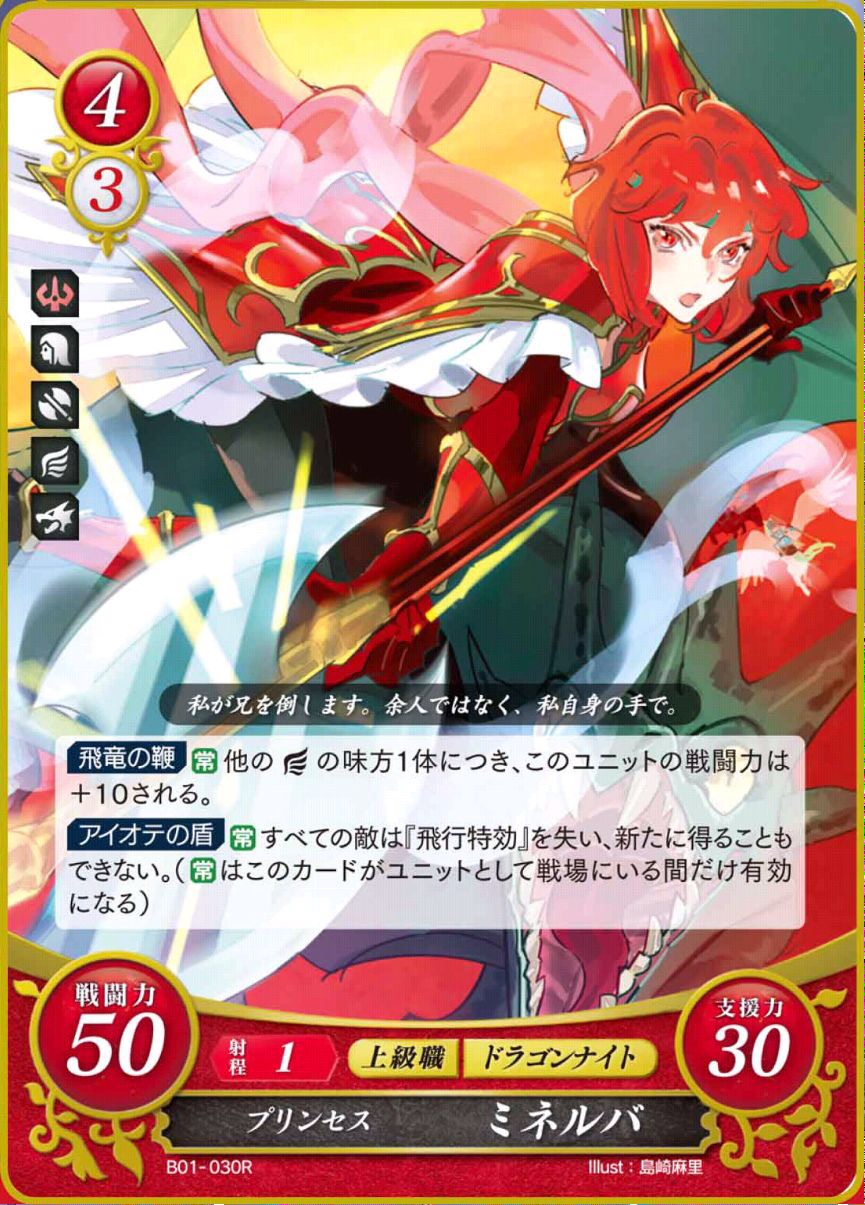 4
3
私が兄を倒します。余人ではなく、私自身の手で。
飛竜の鞭 常 他の の味方1体につき、このユニットの戦闘力は
+10される。
アイオテの盾 常 すべての敵は『飛行特効』を失い、新たに得ることも
できない。(常はこのカードがユニットとして戦場にいる間だけ有効
になる)
戦闘力
50
射程 1
上級職 ドラゴンナイト
支援力
30
プリンセス ミネルバ
B01-030R Illust:島崎麻里